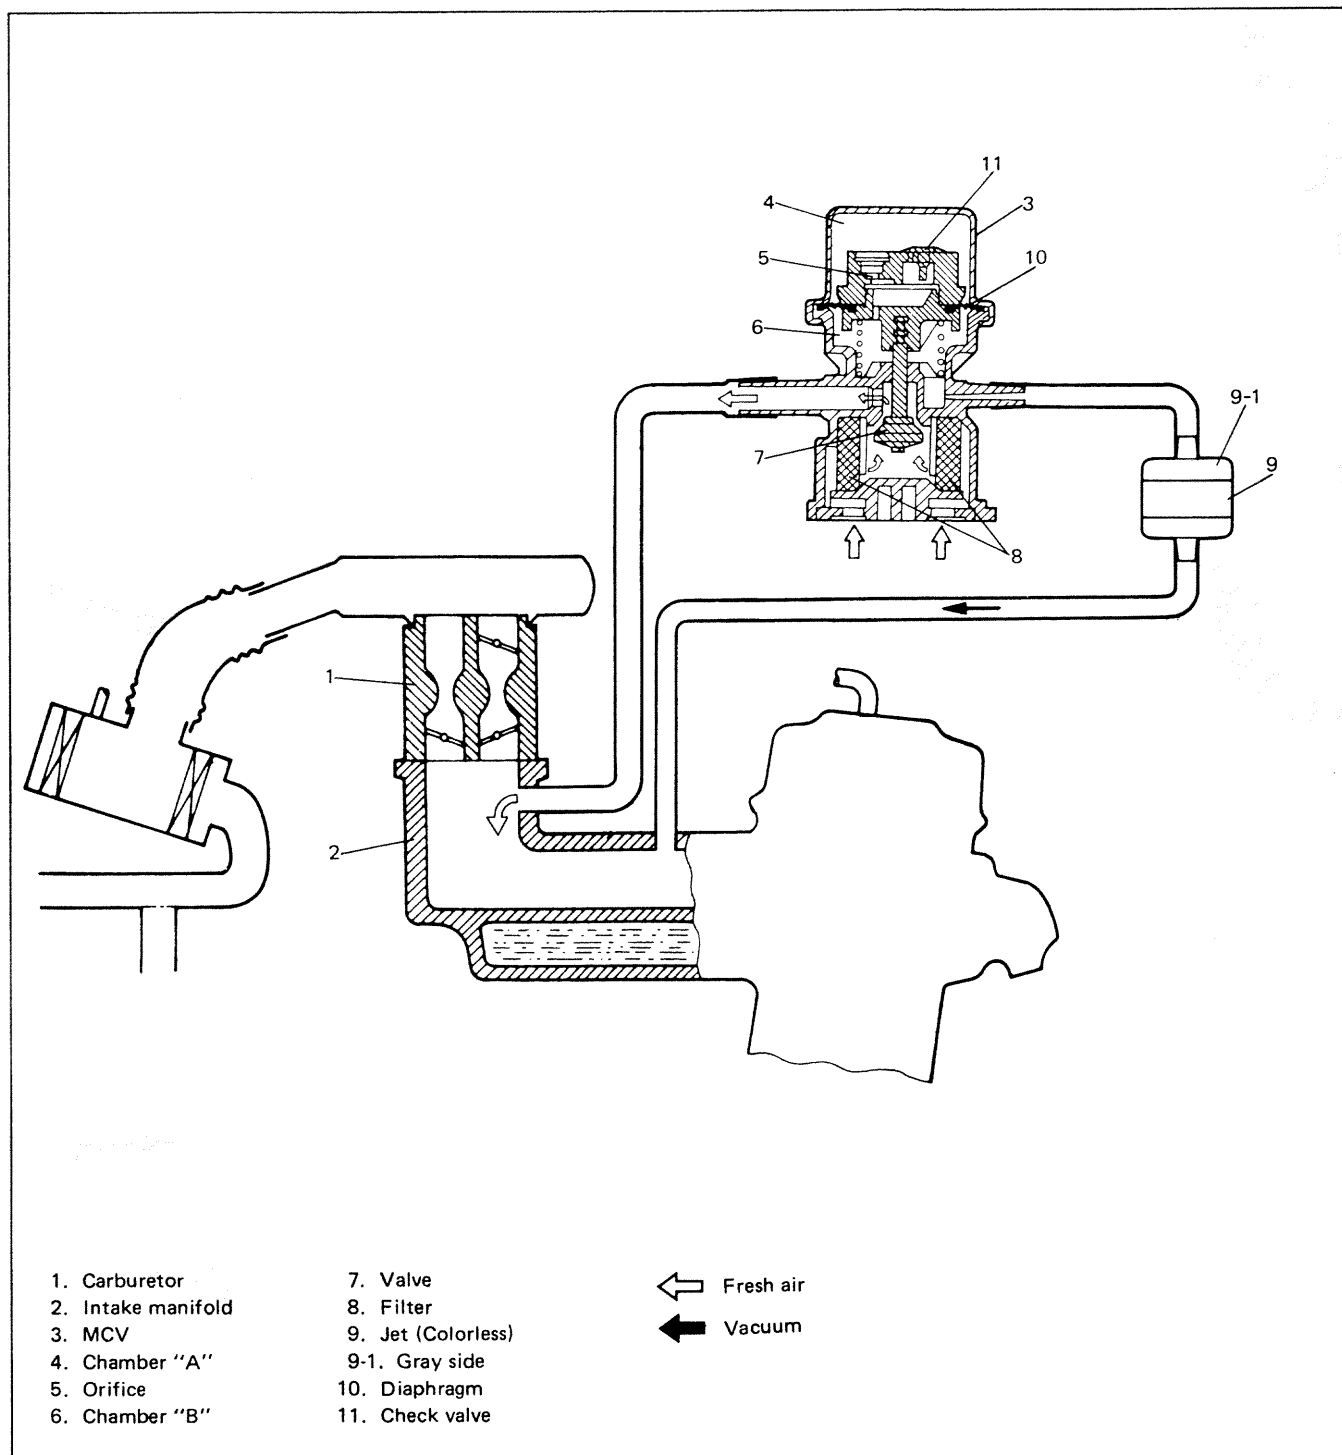 11
4
3
5
10
6
9-1
7
9
8
1
2
1. Carburetor
2. Intake manifold
3. MCV
4. Chamber "A"
5. Orifice
6. Chamber "B"
7. Valve
8. Filter
9. Jet (Colorless)
9-1. Gray side
10. Diaphragm
11. Check valve
Fresh air
Vacuum